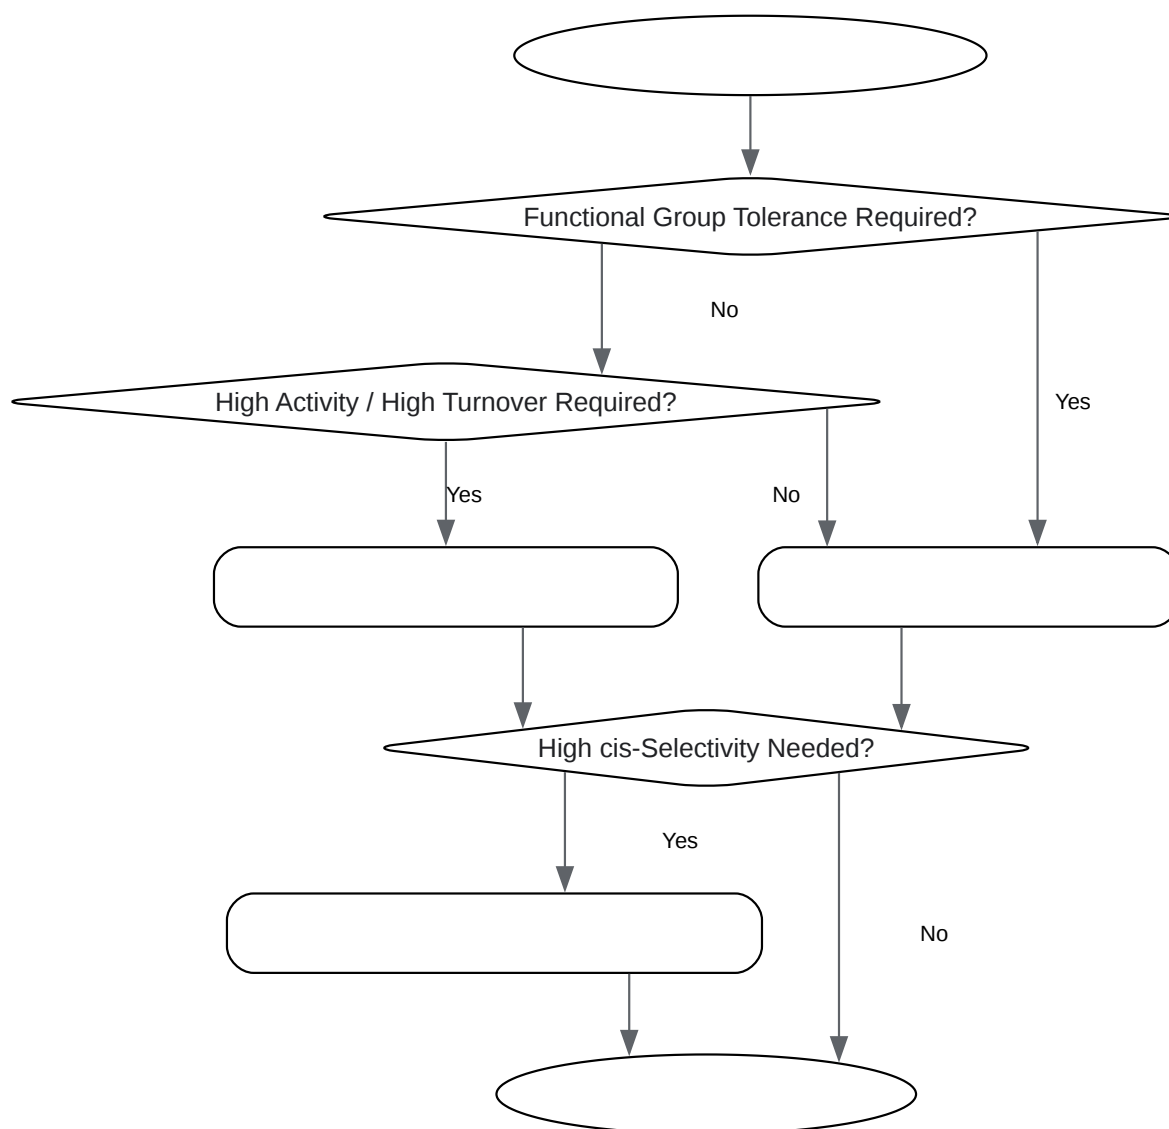 Functional Group Tolerance Required?
No
High Activity / High Turnover Required?
Yes
Yes
No
High cis-Selectivity Needed?
Yes
No